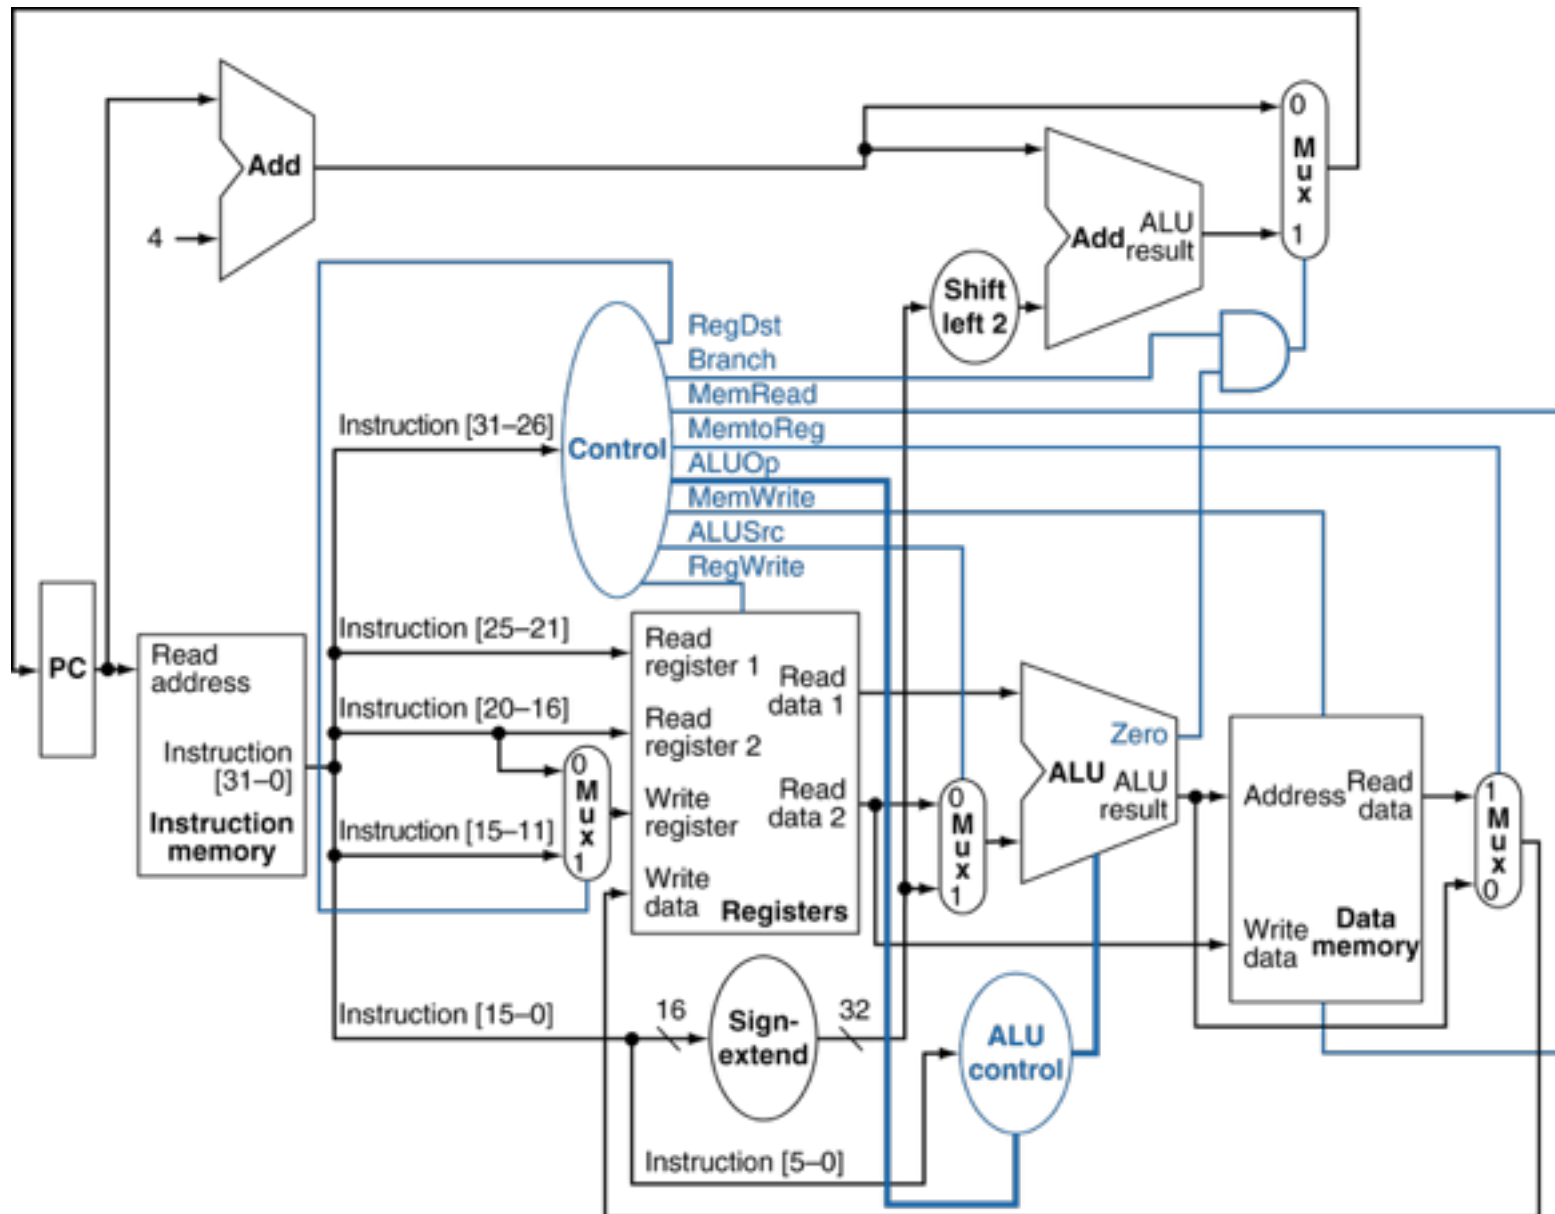 0
M
u
x
1
Add
4
Add
ALU
result
Shift
left 2
RegDst
Branch
MemRead
MemtoReg
ALUOp
MemWrite
ALUSrc
RegWrite
Control
Instruction [31–26]
Instruction [25–21]
Instruction [20–16]
Instruction [15–11]
Instruction [15–0]
Instruction [5–0]
PC
Read
address
Instruction
[31–0]
Instruction
memory
0
M
u
x
1
Read
register 1
Read
register 2
Write
register
Write
data
Read
data 1
Read
data 2
Registers
0
M
u
x
1
Zero
ALU
ALU
result
Address
Read
data
Write
data
Data
memory
1
M
u
x
0
16
Sign-
extend
32
ALU
control